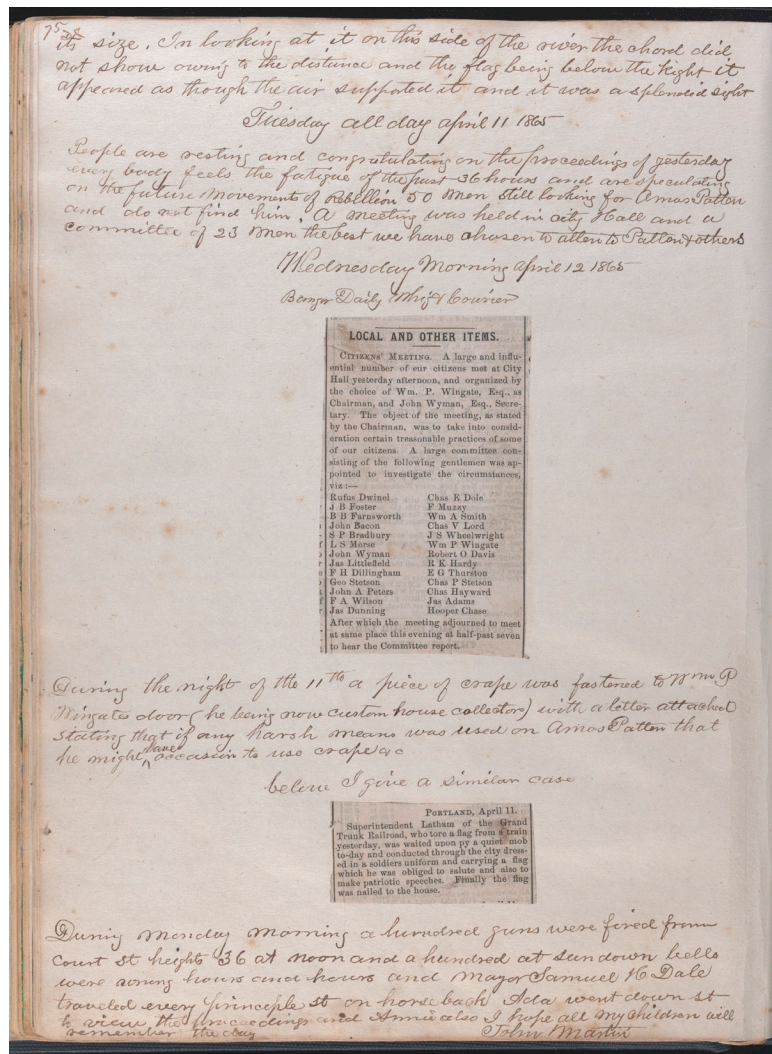 75
its size. In looking at it on this side of the river the chord did
not show owing to the distance and the flag being below the Kight it
appeared as though the air supported it and it was a splendid sight
Tuesday all day april 11 1865
People are resting and congratulating on the proceedings of yesterday
every body feels the fatigue of the past 36 hours and are speculating
on the future movements of Rebellion 50 men still looking for Amos Patten
and do not find him. A meeting was held in city Hall and a
committee of 23 men the best we have chosen to atten to Patten & others
Wednesday Morning april 12 1865
Bangor Daily Whig & Courier
LOCAL AND OTHER ITEMS.
CITIZENS' MEETING. A large and influ-
ential number of our citizens met at City
Hall yesterday afternoon, and organized by
the choice of Wm. P. Wingate, Esq., as
Chairman, and John Wyman, Esq., Secre-
tary. The object of the meeting, as stated
by the Chairman, was to take into consid-
eration certain treasonable practices of some
of our citizens. A large committee con-
sisting of the following gentlemen was ap-
pointed to investigate the circumstances,
viz:—
Rufus Dwinel Chas E Dole
J B Foster F Muzzy
B B Farnsworth Wm A Smith
John Bacon Chas V Lord
S P Bradbury J S Wheelwright
L S Morse Wm P Wingate
John Wyman Robert O Davis
Jas Littlefield R K Hardy
F H Dillingham E G Thurston
Geo Stetson Chas P Stetson
John A Peters Chas Hayward
F A Wilson Jas Adams
Jas Dunning Hooper Chase
After which the meeting adjourned to meet
at same place this evening at half-past seven
to hear the Committee report.
During the night of the 11th a piece of crape was fastened to Wm. P
Wingate door (he being now custom house collector) with a letter attached
stating that if any harsh means was used on Amos Patten that
he might have occasion to use crape &c
below I give a similar case
PORTLAND, April 11.
Superintendent Latham of the Grand
Trunk Railroad, who tore a flag from a train
yesterday, was waited upon py a quiet mob
to-day and conducted through the city dress-
ed in a soldiers uniform and carrying a flag
which he was obliged to salute and also to
make patriotic speeches. Finally the flag
was nailed to the house.
During Monday morning a hundred guns were fired from
Court St heights 36 at noon and a hundred at sundown bells
were wrung hours and hours and Mayor Samuel H Dale
traveled every principle st on horseback Ada went down st
to view the proceedings and Annie also I hope all my children will
remember the day John Martin